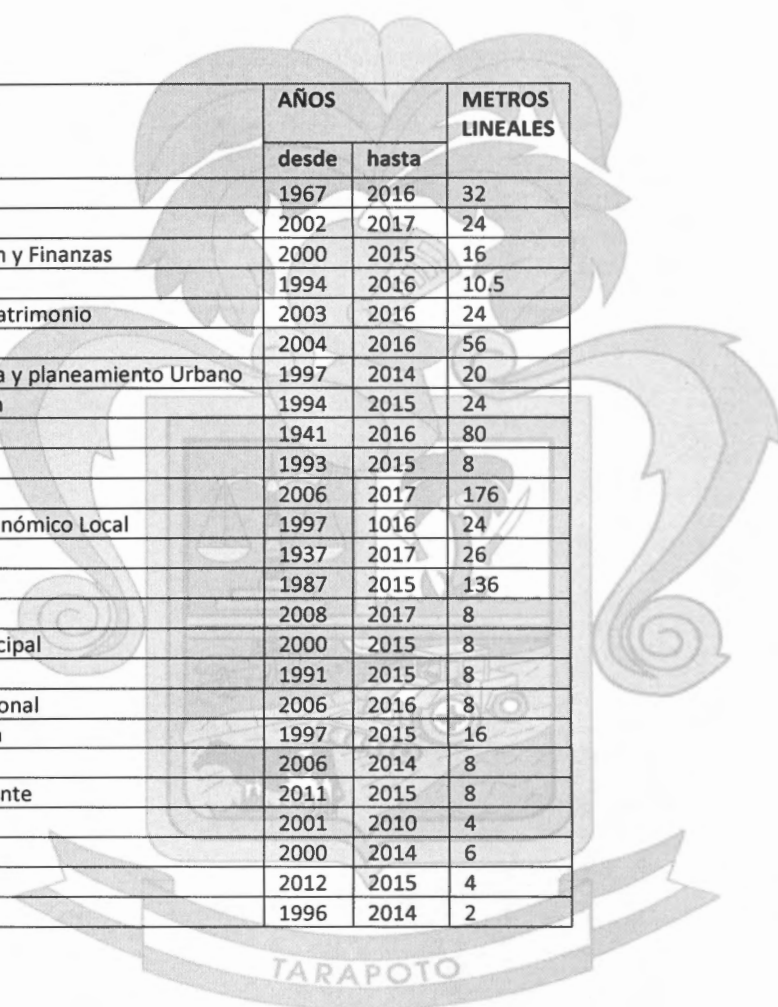 AÑOS METROS
LINEALES
desde hasta
1967 2016 32
2002 2017 24
n y Finanzas 2000 2015 16
1994 2016 10.5
atrimonio 2003 2016 24
2004 2016 56
a y planeamiento Urbano 1997 2014 20
1994 2015 24
1941 2016 80
1993 2015 8
2006 2017 176
nómico Local 1997 1016 24
1937 2017 26
1987 2015 136
2008 2017 8
cipal 2000 2015 8
1991 2015 8
onal 2006 2016 8
1997 2015 16
2006 2014 8
nte 2011 2015 8
2001 2010 4
2000 2014 6
2012 2015 4
1996 2014 2
TARAPOTO